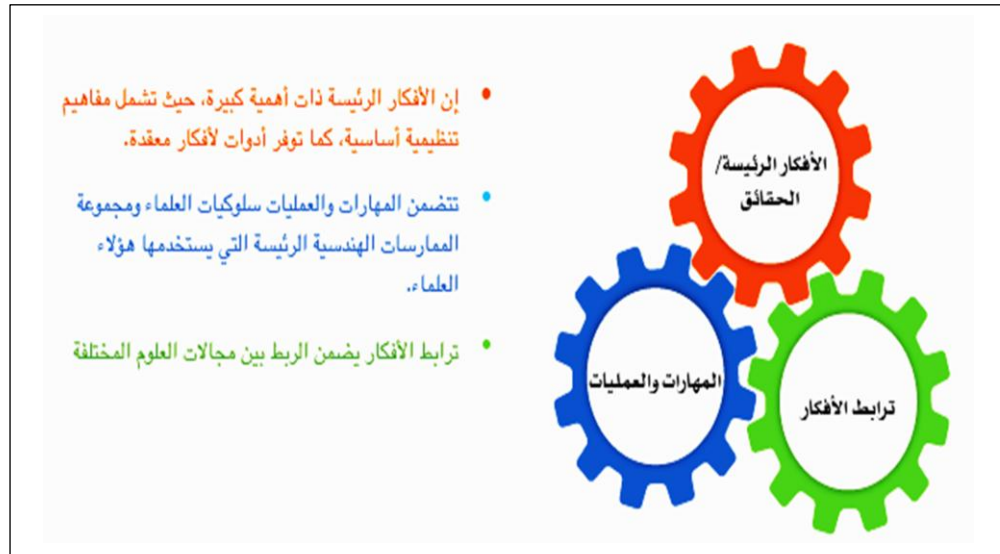 إن الأفكار الرئيسة ذات أهمية كبيرة، حيث تشمل مفاهيم
تنظيمية أساسية، كما توفر أدوات لأفكار معقدة.
تتضمن المهارات والعمليات سلوكيات العلماء ومجموعة
الممارسات الهندسية الرئيسة التي يستخدمها هؤلاء
العلماء.
ترابط الأفكار يضمن الربط بين مجالات العلوم المختلفة
الأفكار الرئيسة/
الحقائق
المهارات والعمليات
ترابط الأفكار